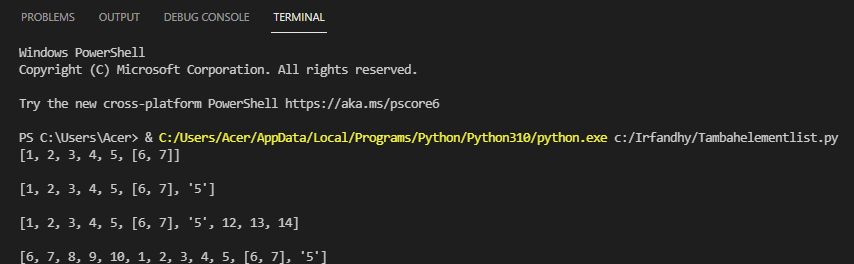 PROBLEMS OUTPUT DEBUG CONSOLE TERMINAL
Windows PowerShell
Copyright (C) Microsoft Corporation. All rights reserved.
Try the new cross-platform PowerShell https://aka.ms/pscore6
PS C:\Users\Acer> & C:/Users/Acer/AppData/Local/Programs/Python/Python310/python.exe c:/Irfandhy/Tambahelementlist.py
[1, 2, 3, 4, 5, [6, 7]]
[1, 2, 3, 4, 5, [6, 7], '5']
[1, 2, 3, 4, 5, [6, 7], '5', 12, 13, 14]
[6, 7, 8, 9, 10, 1, 2, 3, 4, 5, [6, 7], '5']